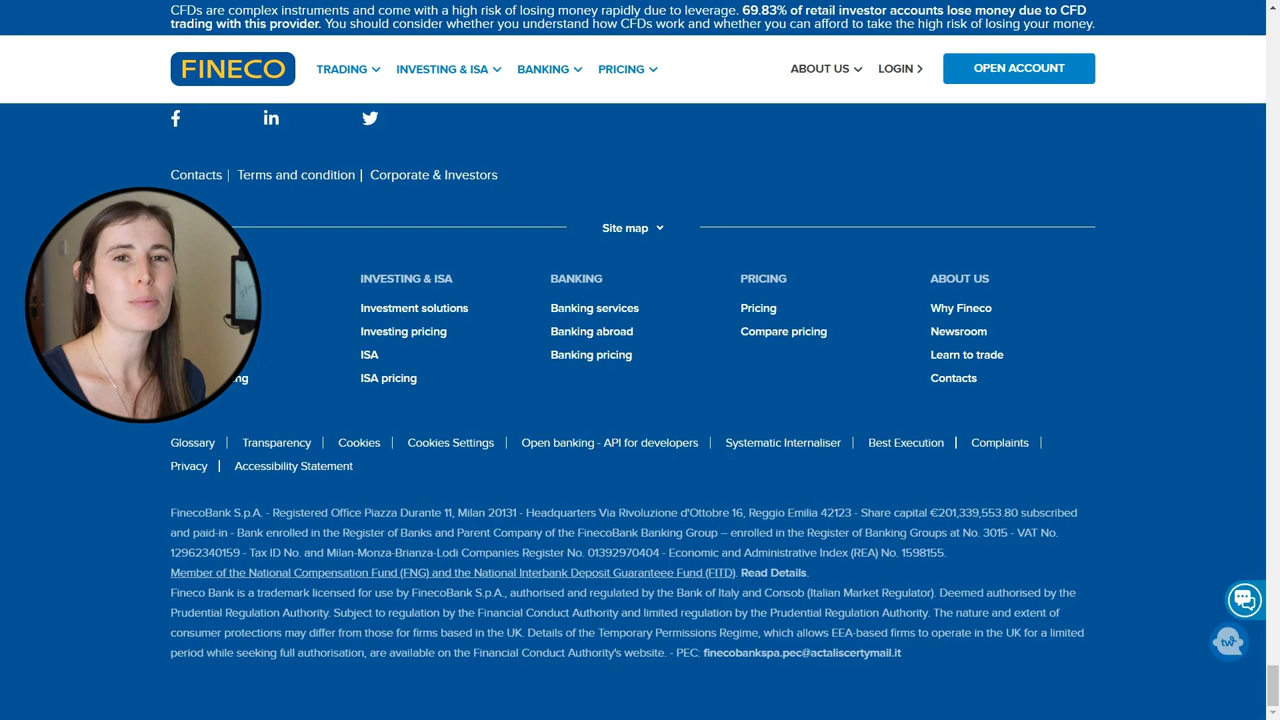 CFDs are complex instruments and come with a high risk of losing money rapidly due to leverage. 69.83% of retail investor accounts lose money due to CFD
trading with this provider. You should consider whether you understand how CFDs work and whether you can afford to take the high risk of losing your money.
FINECO
TRADING INVESTING & ISA BANKING PRICING ABOUT US LOGIN OPEN ACCOUNT
Contacts | Terms and condition | Corporate & Investors
Site map
INVESTING & ISA BANKING PRICING ABOUT US
Investment solutions Banking services Pricing Why Fineco
Investing pricing Banking abroad Compare pricing Newsroom
ISA Banking pricing Learn to trade
ISA pricing Contacts
Glossary | Transparency | Cookies | Cookies Settings | Open banking - API for developers | Systematic Internaliser | Best Execution | Complaints |
Privacy | Accessibility Statement
FinecoBank S.p.A. - Registered Office Piazza Durante 11, Milan 20131 - Headquarters Via Rivoluzione d'Ottobre 16, Reggio Emilia 42123 - Share capital €201,339,553.80 subscribed
and paid-in - Bank enrolled in the Register of Banks and Parent Company of the FinecoBank Banking Group – enrolled in the Register of Banking Groups at No. 3015 - VAT No.
12962340159 - Tax ID No. and Milan-Monza-Brianza-Lodi Companies Register No. 01392970404 - Economic and Administrative Index (REA) No. 1598155.
Member of the National Compensation Fund (FNG) and the National Interbank Deposit Guaranteee Fund (FITD). Read Details.
Fineco Bank is a trademark licensed for use by FinecoBank S.p.A., authorised and regulated by the Bank of Italy and Consob (Italian Market Regulator). Deemed authorised by the
Prudential Regulation Authority. Subject to regulation by the Financial Conduct Authority and limited regulation by the Prudential Regulation Authority. The nature and extent of
consumer protections may differ from those for firms based in the UK. Details of the Temporary Permissions Regime, which allows EEA-based firms to operate in the UK for a limited
period while seeking full authorisation, are available on the Financial Conduct Authority's website. - PEC: finecobankspa.pec@actaliscertymail.it